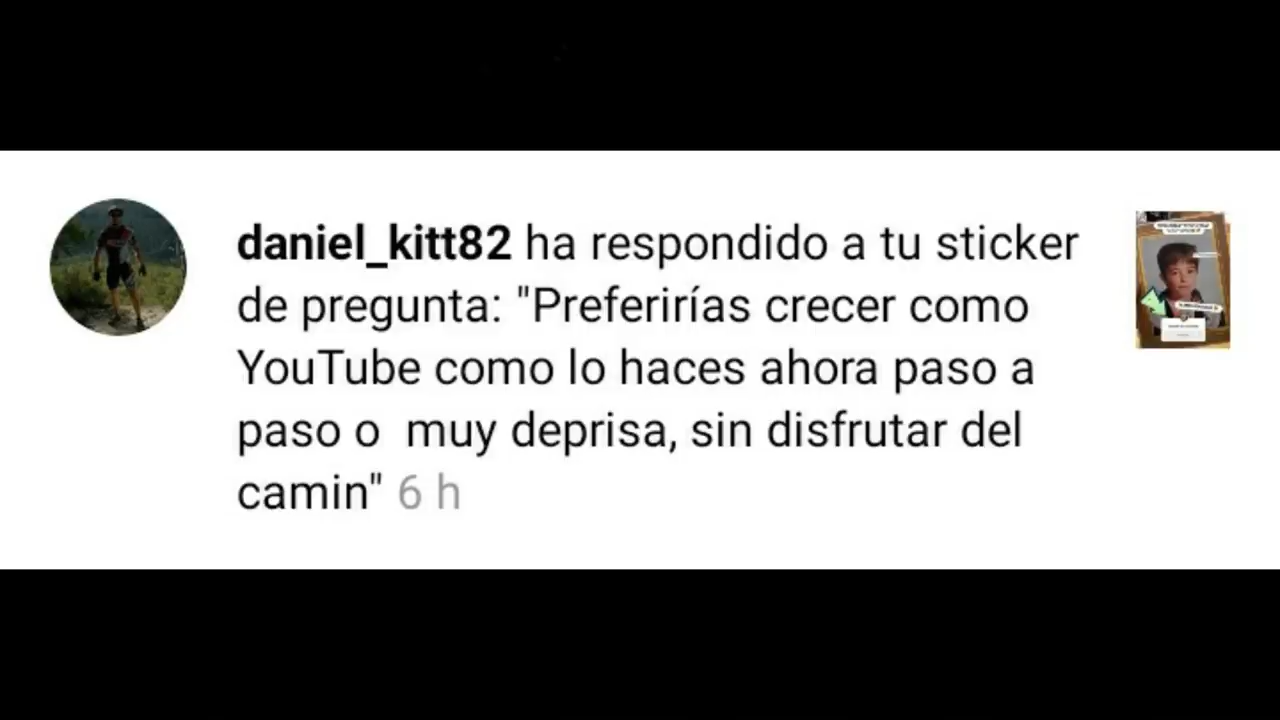 daniel_kitt82 ha respondido a tu sticker
de pregunta: "Preferirías crecer como
YouTube como lo haces ahora paso a
paso o  muy deprisa, sin disfrutar del
camin" 6 h